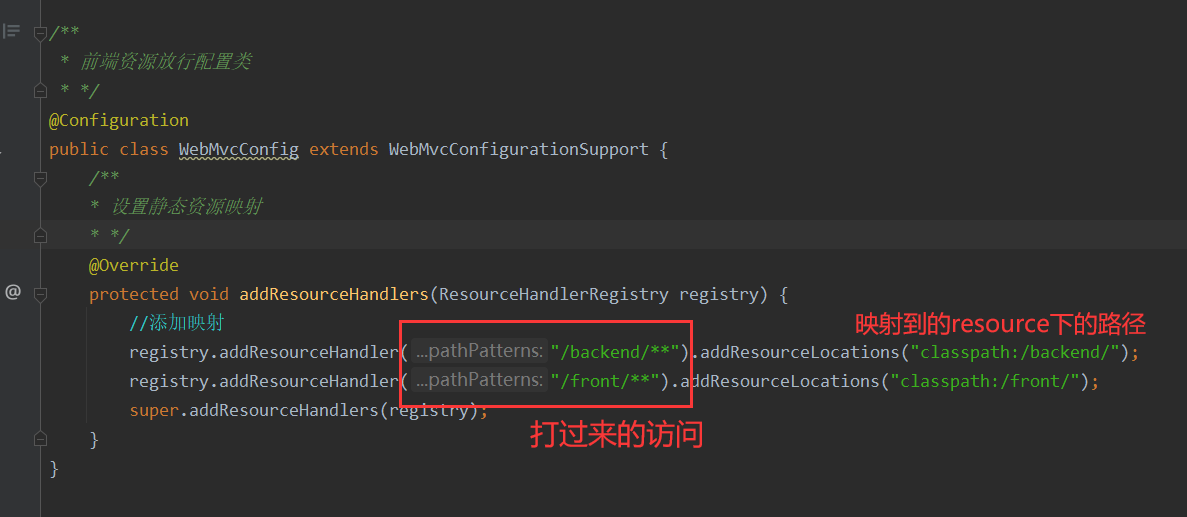 /**
* 前端资源放行配置类
* */
@Configuration
public class WebMvcConfig extends WebMvcConfigurationSupport {
/**
* 设置静态资源映射
* */
@Override
@
protected void addResourceHandlers(ResourceHandlerRegistry registry) {
//添加映射
映射到的resource下的路径
registry.addResourceHandler( ...pathPatterns: "/backend/**").addResourceLocations("classpath:/backend/");
registry.addResourceHandler( ...pathPatterns: "/front/**").addResourceLocations("classpath:/front/");
super.addResourceHandlers(registry);
打过来的访问
}
}